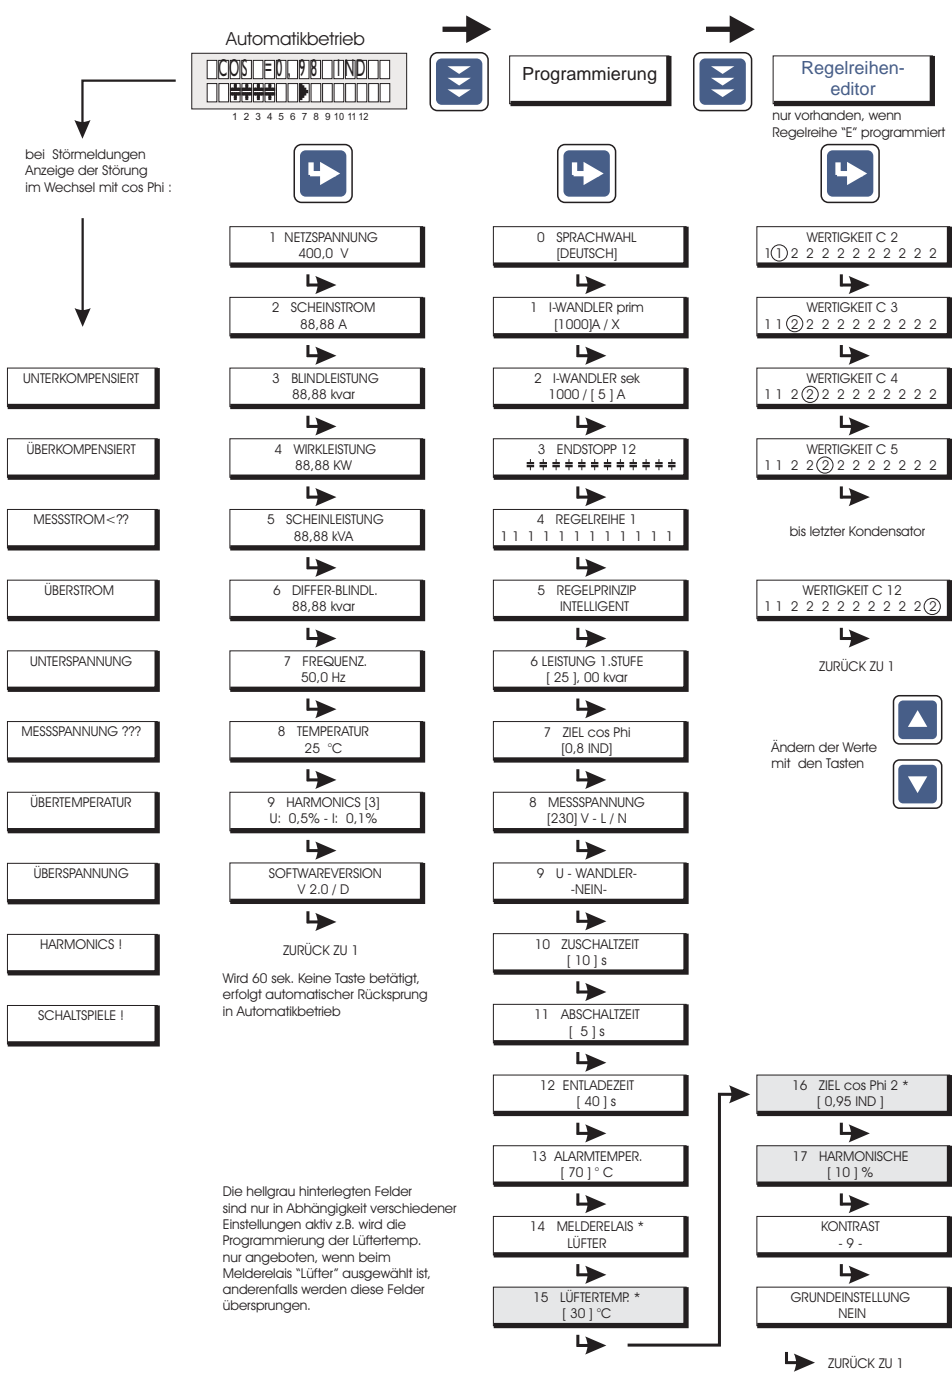 Automatikbetrieb
COS =0,98 IND
1 2 3 4 5 6 7 8 9 10 11 12
Programmierung
Regelreihen-
editor
nur vorhanden, wenn
Regelreihe "E" programmiert
bei Störmeldungen
Anzeige der Störung
im Wechsel mit cos Phi :
UNTERKOMPENSIERT
ÜBERKOMPENSIERT
MESSSTROM<??
ÜBERSTROM
UNTERSPANNUNG
MESSSPANNUNG ???
ÜBERTEMPERATUR
ÜBERSPANNUNG
HARMONICS !
SCHALTSPIELE !
1 NETZSPANNUNG
400,0 V
2 SCHEINSTROM
88,88 A
3 BLINDLEISTUNG
88,88 kvar
4 WIRKLEISTUNG
88,88 KW
5 SCHEINLEISTUNG
88,88 kVA
6 DIFFER-BLINDL.
88,88 kvar
7 FREQUENZ.
50,0 Hz
8 TEMPERATUR
25 °C
9 HARMONICS [3]
U: 0,5% - I: 0,1%
SOFTWAREVERSION
V 2.0 / D
ZURÜCK ZU 1
Wird 60 sek. Keine Taste betätigt,
erfolgt automatischer Rücksprung
in Automatikbetrieb
Die hellgrau hinterlegten Felder
sind nur in Abhängigkeit verschiedener
Einstellungen aktiv z.B. wird die
Programmierung der Lüftertemp.
nur angeboten, wenn beim
Melderelais "Lüfter" ausgewählt ist,
anderenfalls werden diese Felder
übersprungen.
0 SPRACHWAHL
[DEUTSCH]
1 I-WANDLER prim
[1000]A / X
2 I-WANDLER sek
1000 / [ 5 ] A
3 ENDSTOPP 12
4 REGELREIHE 1
1 1 1 1 1 1 1 1 1 1 1 1
5 REGELPRINZIP
INTELLIGENT
6 LEISTUNG 1.STUFE
[ 25 ], 00 kvar
7 ZIEL cos Phi
[0,8 IND]
8 MESSSPANNUNG
[230] V - L / N
9 U - WANDLER-
-NEIN-
10 ZUSCHALTZEIT
[ 10 ] s
11 ABSCHALTZEIT
[ 5 ] s
12 ENTLADEZEIT
[ 40 ] s
13 ALARMTEMPER.
[ 70 ] ° C
14 MELDERELAIS *
LÜFTER
15 LÜFTERTEMP. *
[ 30 ] °C
WERTIGKEIT C 2
1 1 2 2 2 2 2 2 2 2 2 2
WERTIGKEIT C 3
1 1 2 2 2 2 2 2 2 2 2 2
WERTIGKEIT C 4
1 1 2 2 2 2 2 2 2 2 2 2
WERTIGKEIT C 5
1 1 2 2 2 2 2 2 2 2 2 2
bis letzter Kondensator
WERTIGKEIT C 12
1 1 2 2 2 2 2 2 2 2 2 2
ZURÜCK ZU 1
Ändern der Werte
mit den Tasten
16 ZIEL cos Phi 2 *
[ 0,95 IND ]
17 HARMONISCHE
[ 10 ] %
KONTRAST
- 9 -
GRUNDEINSTELLUNG
NEIN
ZURÜCK ZU 1